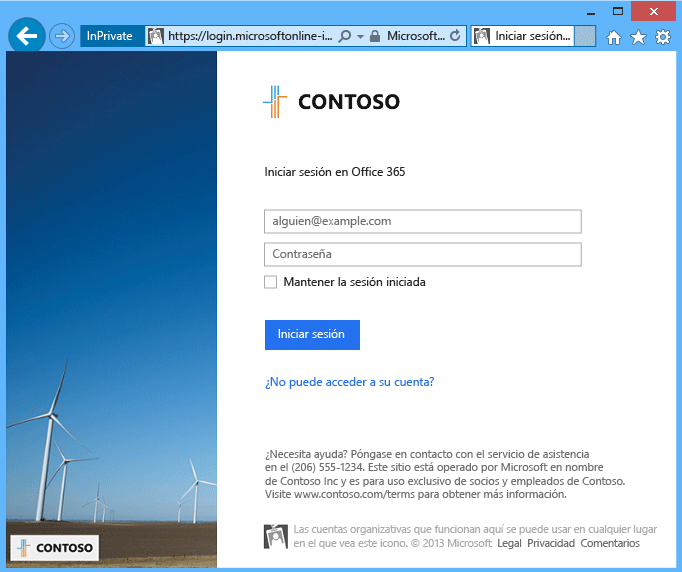 InPrivate
https://login.microsoftonline-i...
Microsoft...
Iniciar sesión...
CONTOSO
Iniciar sesión en Office 365
alguien@example.com
Contraseña
Mantener la sesión iniciada
Iniciar sesión
¿No puede acceder a su cuenta?
¿Necesita ayuda? Póngase en contacto con el servicio de asistencia
en el (206) 555-1234. Este sitio está operado por Microsoft en nombre
de Contoso Inc y es para uso exclusivo de socios y empleados de Contoso.
Visite www.contoso.com/terms para obtener más información.
Las cuentas organizativas que funcionan aquí se puede usar en cualquier lugar
en el que vea este icono. © 2013 Microsoft Legal Privacidad Comentarios
CONTOSO